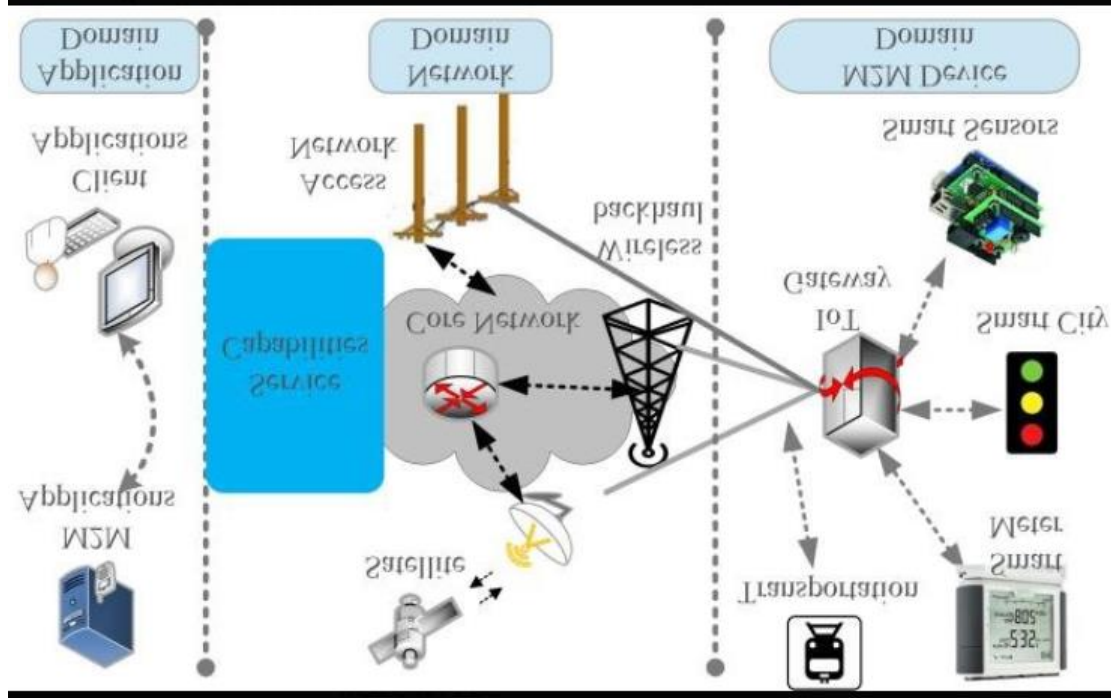 M2M
Applications
Satellite
Transportation
Smart
Meter
Service
Capabilities
Core Network
IoT
Gateway
Smart City
Wireless
backhaul
Client
Applications
Access
Network
Smart Sensors
Application
Domain
Network
Domain
M2M Device
Domain